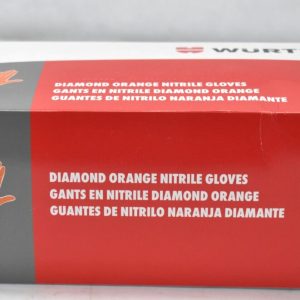 WURT
DIAMOND ORANGE NITRILE GLOVES
GANTS EN NITRILE DIAMOND ORANGE
GUANTES DE NITRILO NARANJA DIAMANTE
DIAMOND ORANGE NITRILE GLOVES
GANTS EN NITRILE DIAMOND ORANGE
GUANTES DE NITRILO NARANJA DIAMANTE